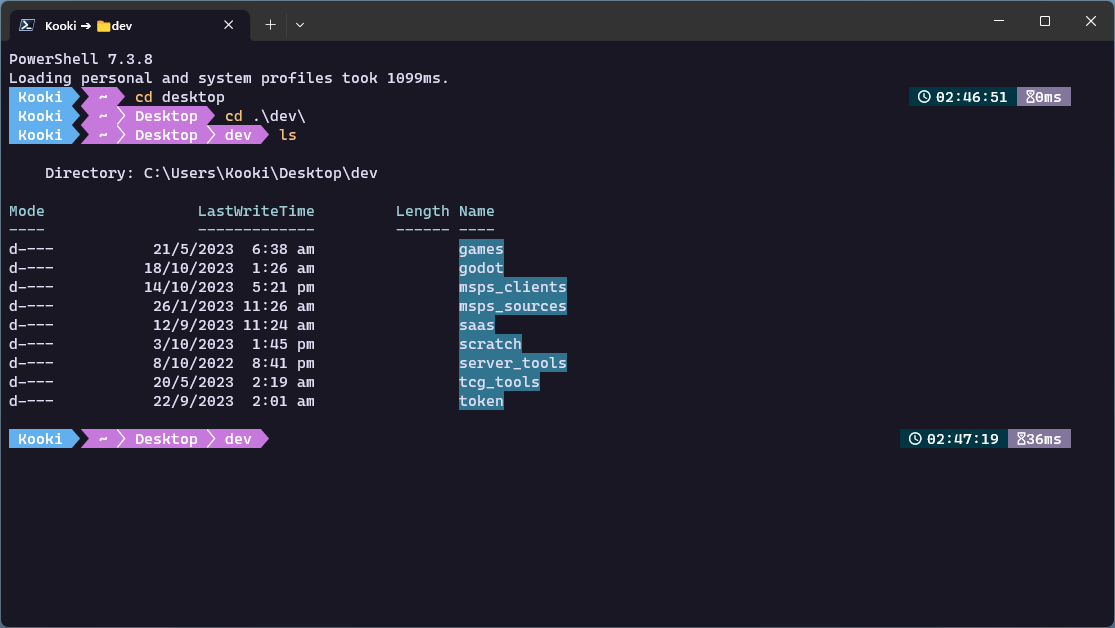 Kooki → dev
PowerShell 7.3.8
Loading personal and system profiles took 1099ms.
Kooki ~ cd desktop 02:46:51 0ms
Kooki ~ Desktop cd .\dev\
Kooki ~ Desktop dev ls
Directory: C:\Users\Kooki\Desktop\dev
Mode LastWriteTime Length Name
---- ------------- ------ ----
d---- 21/5/2023 6:38 am games
d---- 18/10/2023 1:26 am godot
d---- 14/10/2023 5:21 pm msps_clients
d---- 26/1/2023 11:26 am msps_sources
d---- 12/9/2023 11:24 am saas
d---- 3/10/2023 1:45 pm scratch
d---- 8/10/2022 8:41 pm server_tools
d---- 20/5/2023 2:19 am tcg_tools
d---- 22/9/2023 2:01 am token
Kooki ~ Desktop dev 02:47:19 36ms